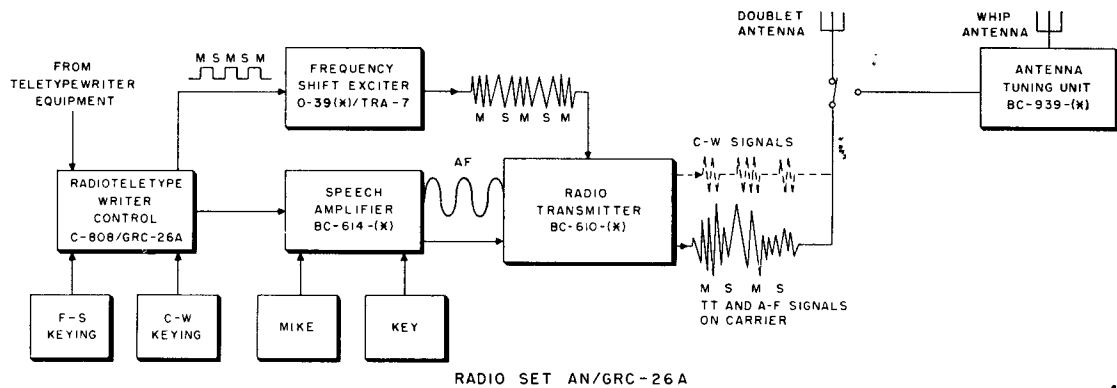 DOUBLET
ANTENNA
WHIP
ANTENNA
FROM
TELETYPEWRITER
EQUIPMENT
M S M S M
FREQUENCY
SHIFT EXCITER
O-39(X)/TRA-7
M S M S M
ANTENNA
TUNING UNIT
BC-939-(X)
C-W SIGNALS
RADIOTELETYPE
WRITER
CONTROL
C-808/GRC-26A
SPEECH
AMPLIFIER
BC-614-(X)
AF
RADIO
TRANSMITTER
BC-610-(X)
M S M S
TT AND A-F SIGNALS
ON CARRIER
F-S
KEYING
C-W
KEYING
MIKE
KEY
RADIO SET AN/GRC-26A